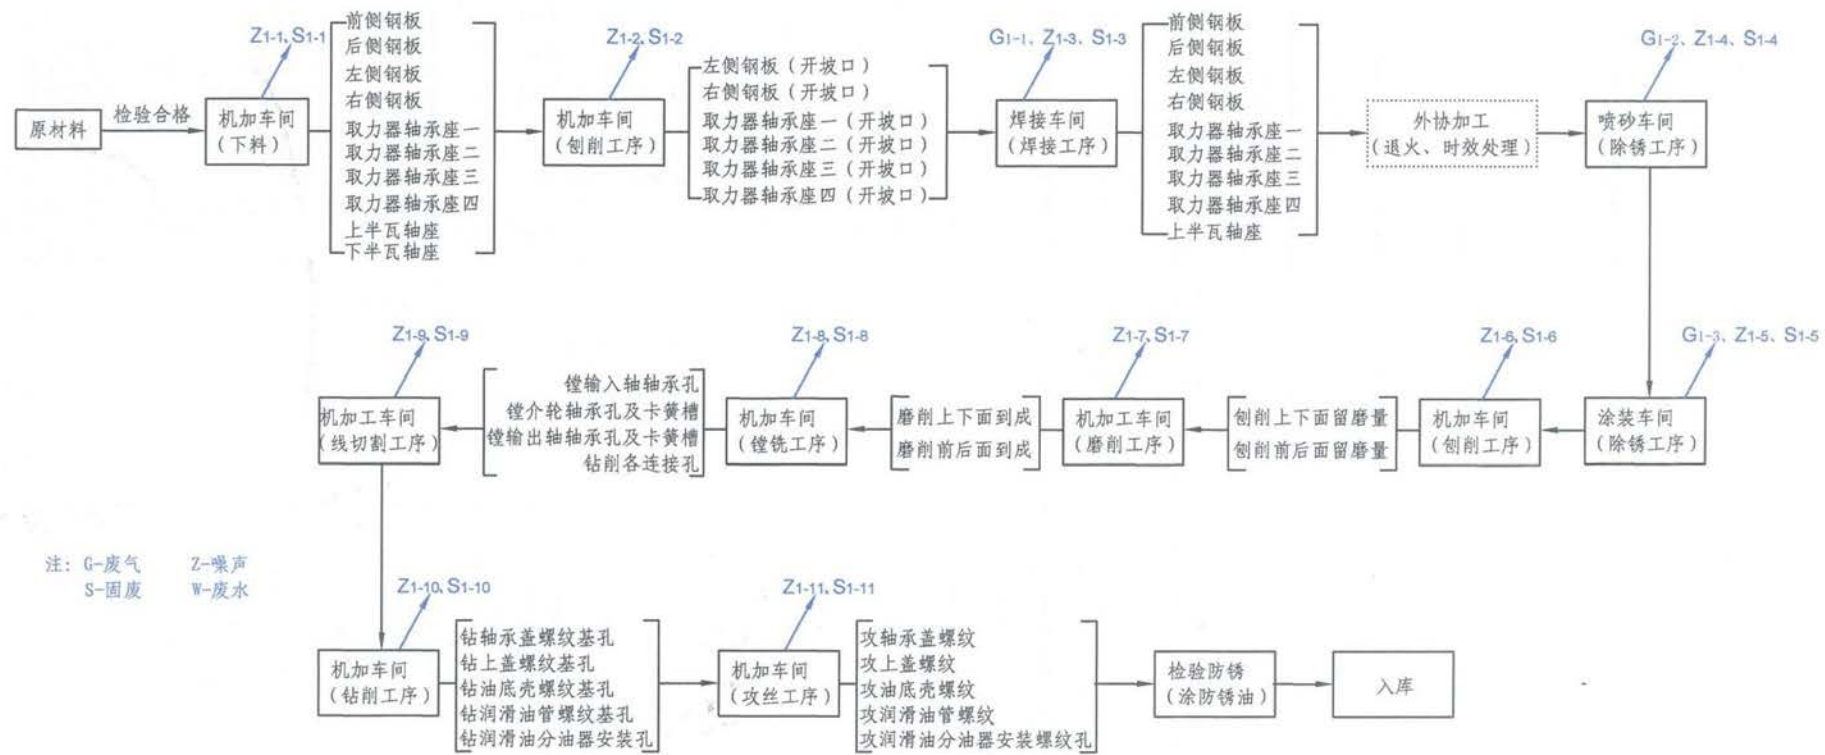 Z1-1、S1-1
前侧钢板
后侧钢板
左侧钢板
右侧钢板
取力器轴承座一
取力器轴承座二
取力器轴承座三
取力器轴承座四
上半瓦轴座
下半瓦轴座
原材料
检验合格
机加车间
(下料)
Z1-2、S1-2
机加车间
(刨削工序)
左侧钢板(开坡口)
右侧钢板(开坡口)
取力器轴承座一(开坡口)
取力器轴承座二(开坡口)
取力器轴承座三(开坡口)
取力器轴承座四(开坡口)
G1-1、Z1-3、S1-3
焊接车间
(焊接工序)
前侧钢板
后侧钢板
左侧钢板
右侧钢板
取力器轴承座一
取力器轴承座二
取力器轴承座三
取力器轴承座四
上半瓦轴座
外协加工
(退火、时效处理)
G1-2、Z1-4、S1-4
喷砂车间
(除锈工序)
G1-3、Z1-5、S1-5
涂装车间
(除锈工序)
Z1-6、S1-6
机加车间
(刨削工序)
刨削上下面留磨量
刨削前后面留磨量
Z1-7、S1-7
机加工车间
(磨削工序)
磨削上下面到成
磨削前后面到成
Z1-8、S1-8
机加车间
(镗铣工序)
镗输入轴轴承孔
镗介轮轴承孔及卡簧槽
镗输出轴轴承孔及卡簧槽
钻削各连接孔
Z1-9、S1-9
机加工车间
(线切割工序)
注: G-废气 Z-噪声
S-固废 W-废水
Z1-10、S1-10
机加车间
(钻削工序)
钻轴承盖螺纹基孔
钻上盖螺纹基孔
钻油底壳螺纹基孔
钻润滑油管螺纹基孔
钻润滑油分油器安装孔
Z1-11、S1-11
机加车间
(攻丝工序)
攻轴承盖螺纹
攻上盖螺纹
攻油底壳螺纹
攻润滑油管螺纹
攻润滑油分油器安装螺纹孔
检验防锈
(涂防锈油)
入库